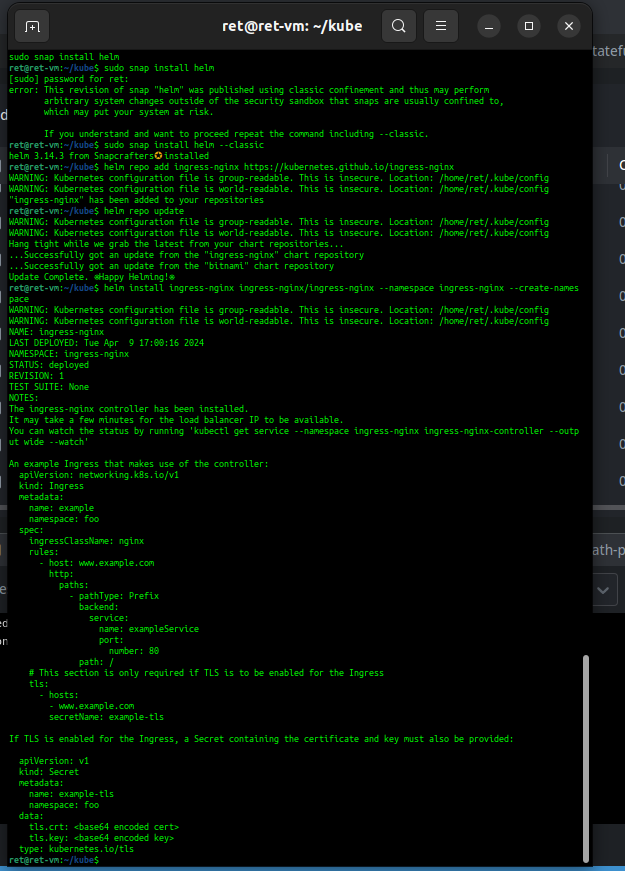 ret@ret-vm: ~/kube
sudo snap install helm
ret@ret-vm:~/kube$ sudo snap install helm
[sudo] password for ret:
error: This revision of snap "helm" was published using classic confinement and thus may perform
       arbitrary system changes outside of the security sandbox that snaps are usually confined to,
       which may put your system at risk.

       If you understand and want to proceed repeat the command including --classic.
ret@ret-vm:~/kube$ sudo snap install helm --classic
helm 3.14.3 from Snapcrafters✪ installed
ret@ret-vm:~/kube$ helm repo add ingress-nginx https://kubernetes.github.io/ingress-nginx
WARNING: Kubernetes configuration file is group-readable. This is insecure. Location: /home/ret/.kube/config
WARNING: Kubernetes configuration file is world-readable. This is insecure. Location: /home/ret/.kube/config
"ingress-nginx" has been added to your repositories
ret@ret-vm:~/kube$ helm repo update
WARNING: Kubernetes configuration file is group-readable. This is insecure. Location: /home/ret/.kube/config
WARNING: Kubernetes configuration file is world-readable. This is insecure. Location: /home/ret/.kube/config
Hang tight while we grab the latest from your chart repositories...
...Successfully got an update from the "ingress-nginx" chart repository
...Successfully got an update from the "bitnami" chart repository
Update Complete. ⎈Happy Helming!⎈
ret@ret-vm:~/kube$ helm install ingress-nginx ingress-nginx/ingress-nginx --namespace ingress-nginx --create-names
pace
WARNING: Kubernetes configuration file is group-readable. This is insecure. Location: /home/ret/.kube/config
WARNING: Kubernetes configuration file is world-readable. This is insecure. Location: /home/ret/.kube/config
NAME: ingress-nginx
LAST DEPLOYED: Tue Apr  9 17:00:16 2024
NAMESPACE: ingress-nginx
STATUS: deployed
REVISION: 1
TEST SUITE: None
NOTES:
The ingress-nginx controller has been installed.
It may take a few minutes for the load balancer IP to be available.
You can watch the status by running 'kubectl get service --namespace ingress-nginx ingress-nginx-controller --outp
ut wide --watch'

An example Ingress that makes use of the controller:
  apiVersion: networking.k8s.io/v1
  kind: Ingress
  metadata:
    name: example
    namespace: foo
  spec:
    ingressClassName: nginx
    rules:
      - host: www.example.com
        http:
          paths:
            - pathType: Prefix
              backend:
                service:
                  name: exampleService
                  port:
                    number: 80
              path: /
    # This section is only required if TLS is to be enabled for the Ingress
    tls:
      - hosts:
        - www.example.com
        secretName: example-tls

If TLS is enabled for the Ingress, a Secret containing the certificate and key must also be provided:

  apiVersion: v1
  kind: Secret
  metadata:
    name: example-tls
    namespace: foo
  data:
    tls.crt: <base64 encoded cert>
    tls.key: <base64 encoded key>
  type: kubernetes.io/tls
ret@ret-vm:~/kube$